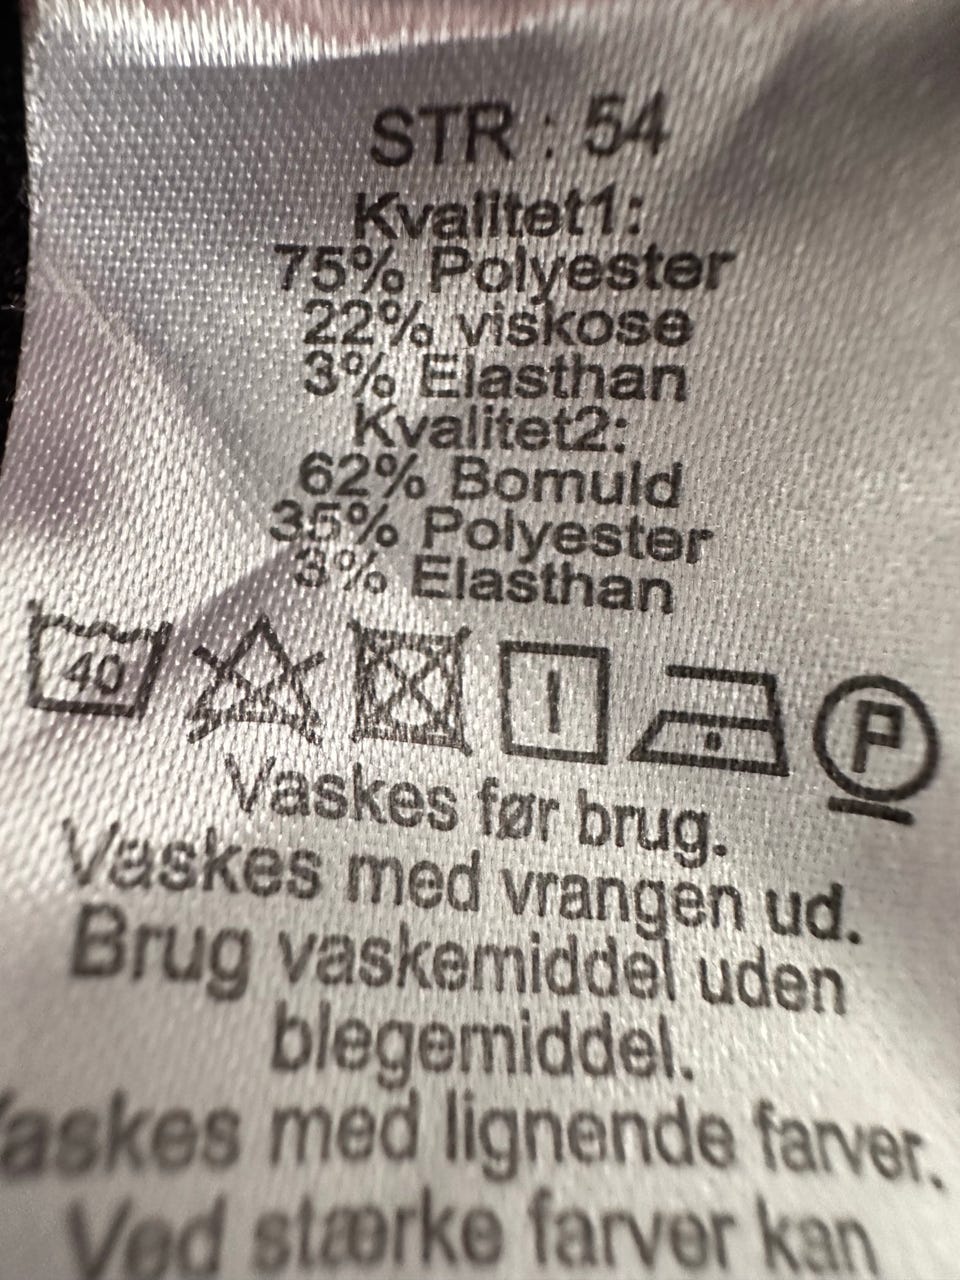 STR : 54
Kvalitet1:
75% Polyester
22% viskose
3% Elasthan
Kvalitet2:
62% Bomuld
35% Polyester
3% Elasthan
40 P
Vaskes før brug.
Vaskes med vrangen ud.
Brug vaskemiddel uden
blegemiddel.
Vaskes med lignende farver.
Ved stærke farver kan